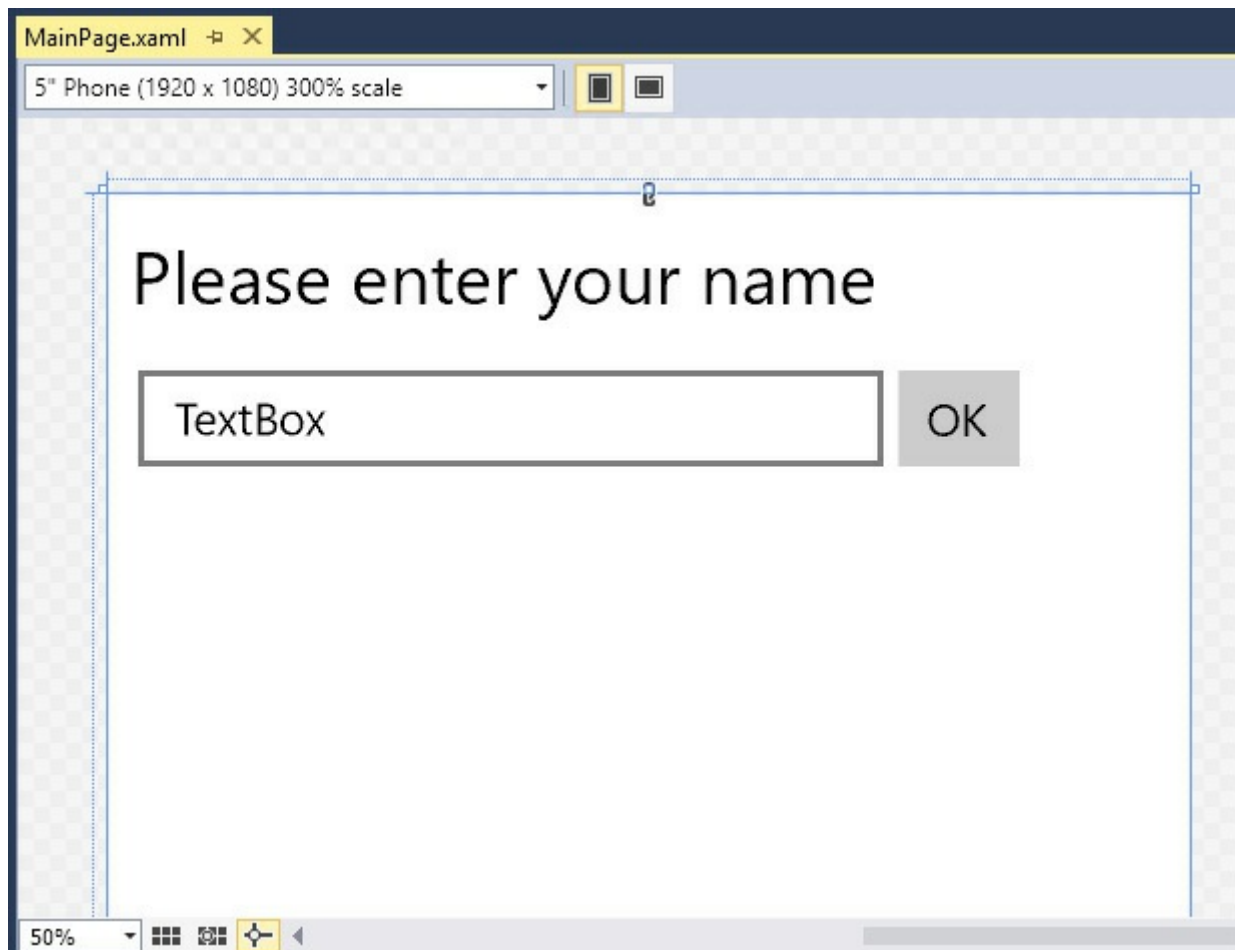 MainPage.xaml
5" Phone (1920 x 1080) 300% scale
Please enter your name
TextBox
OK
50%